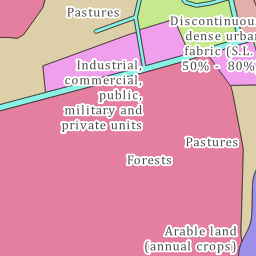 Pastures
Discontinuous
dense urban
fabric (S.L.
50% - 80%
Industrial,
commercial,
public,
military and
private units
Pastures
Forests
Arable land
(annual crops)